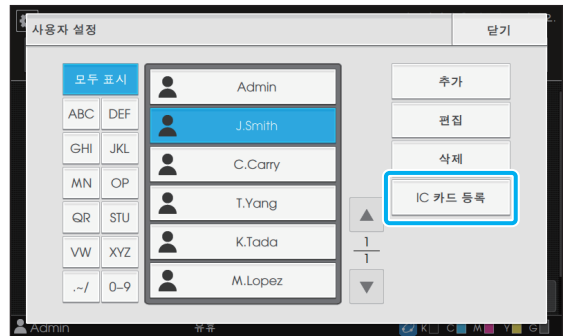 사용자 설정
닫기
모두 표시
ABC DEF
GHI JKL
MN OP
QR STU
VW XYZ
.~/ 0–9
Admin
J.Smith
C.Carry
T.Yang
K.Tada
M.Lopez
1
1
추가
편집
삭제
IC 카드 등록
Admin
유휴
K C M Y G